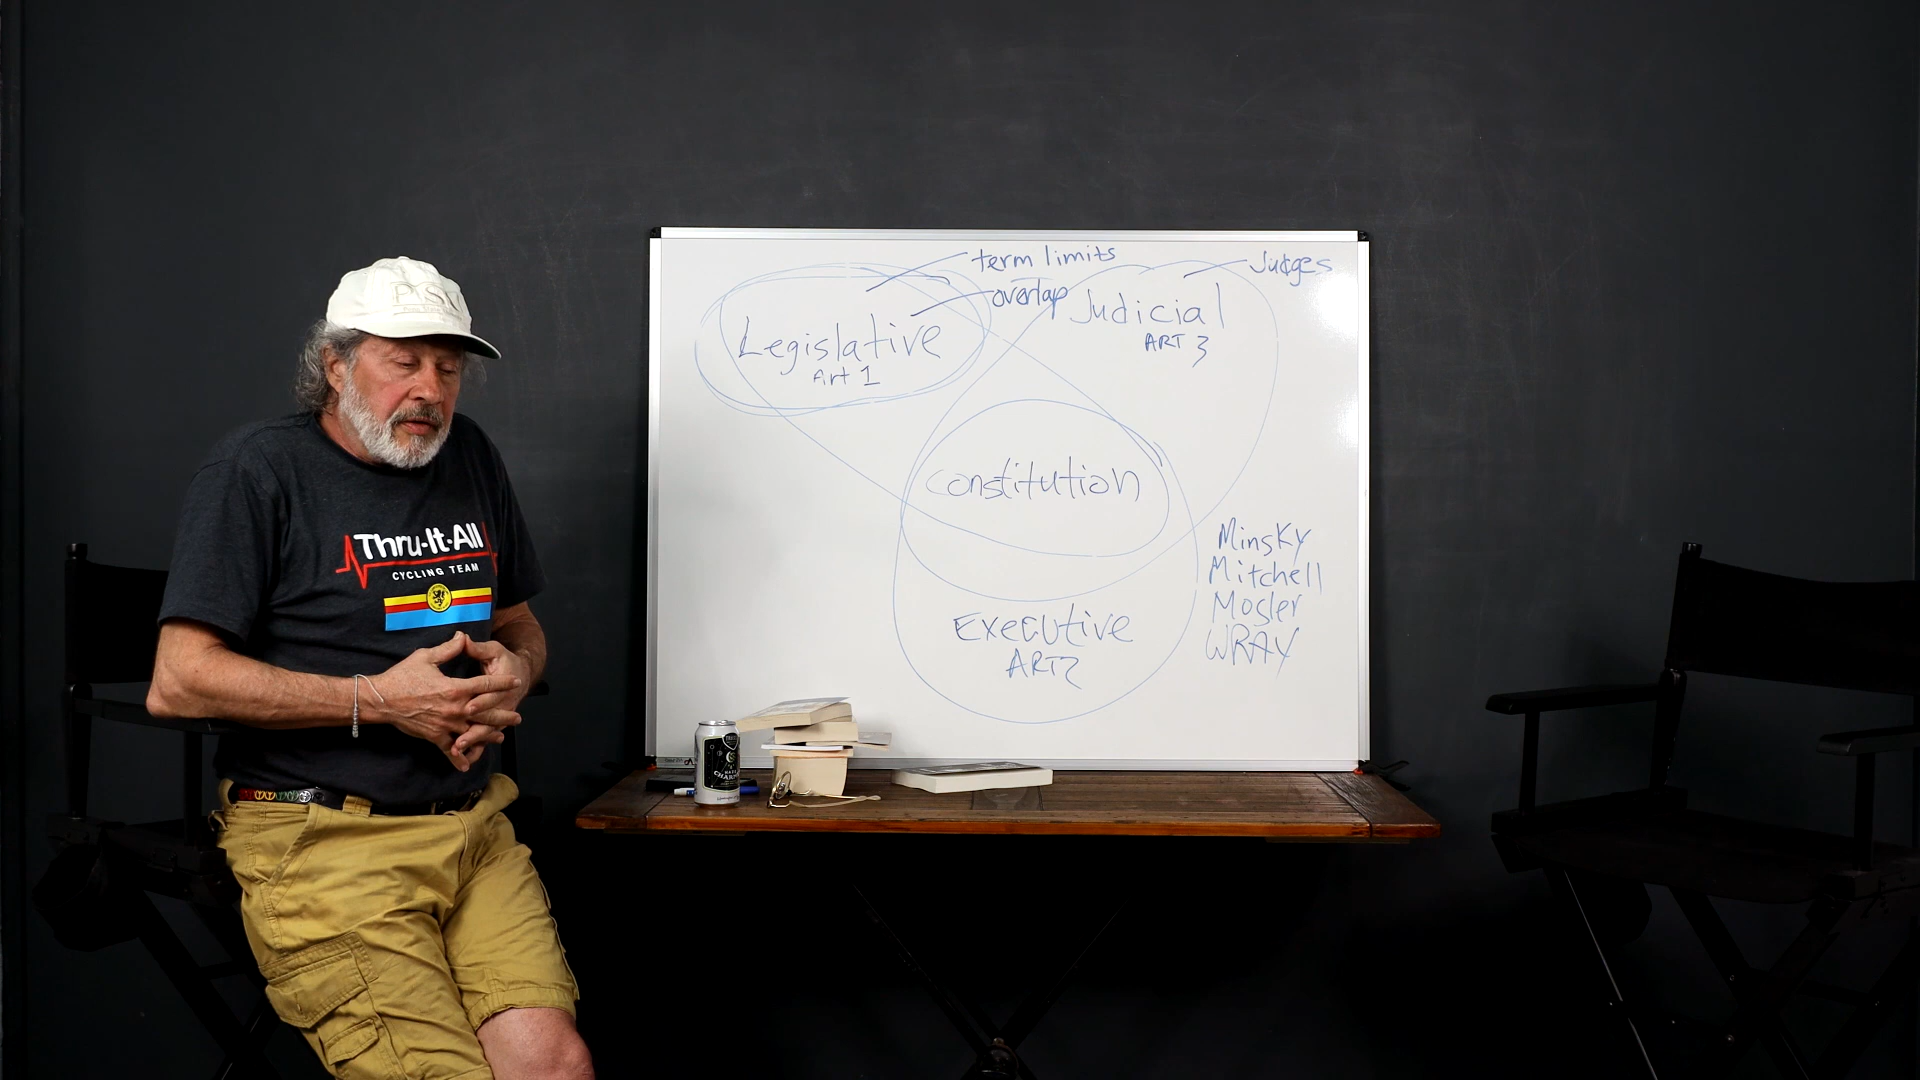 term limits
overlap
Judges
Legislative
Art 1
Judicial
ART 3
Constitution
Executive
ART 2
Minsky
Mitchell
Mosler
WRAY
Thru-It-All
CYCLING TEAM